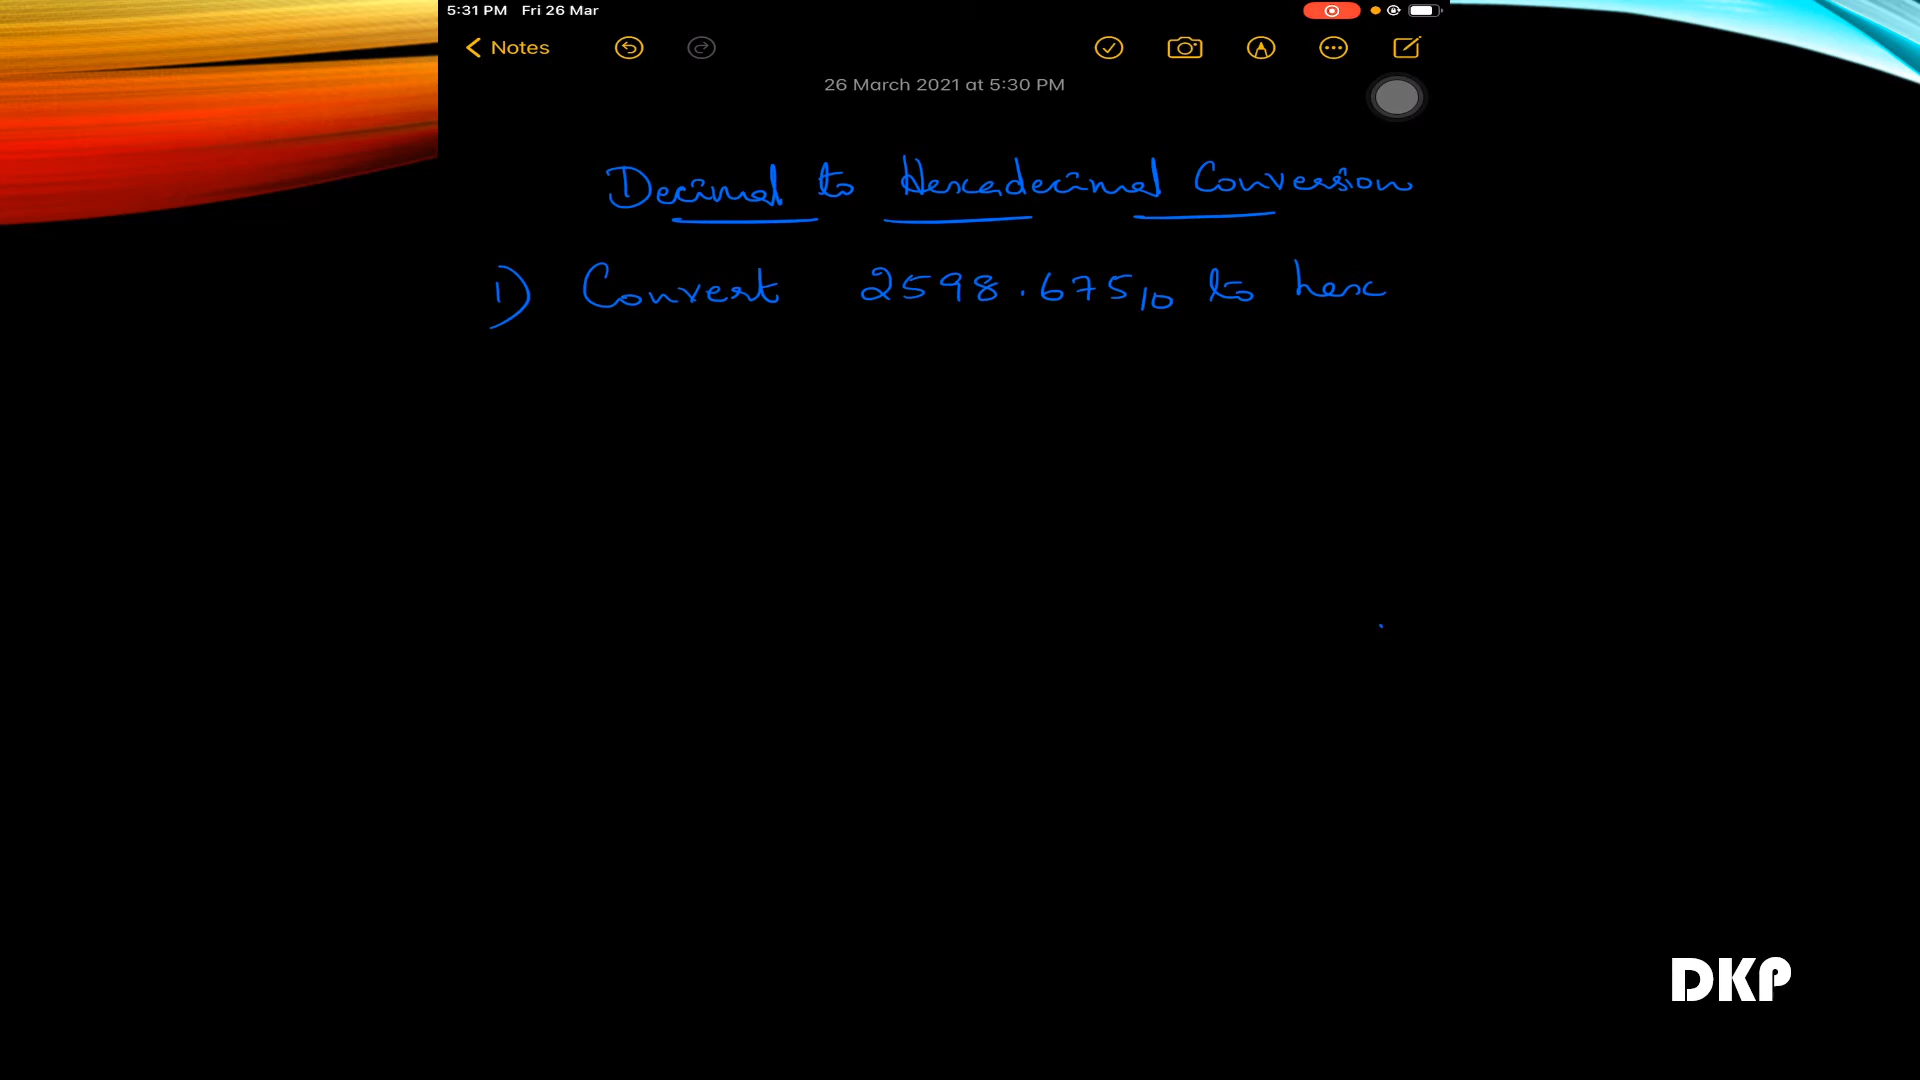 5:31 PM Fri 26 Mar
Notes
26 March 2021 at 5:30 PM
Decimal to Hexadecimal Conversion
1) Convert 2598.675₁₀ to hex
DKP